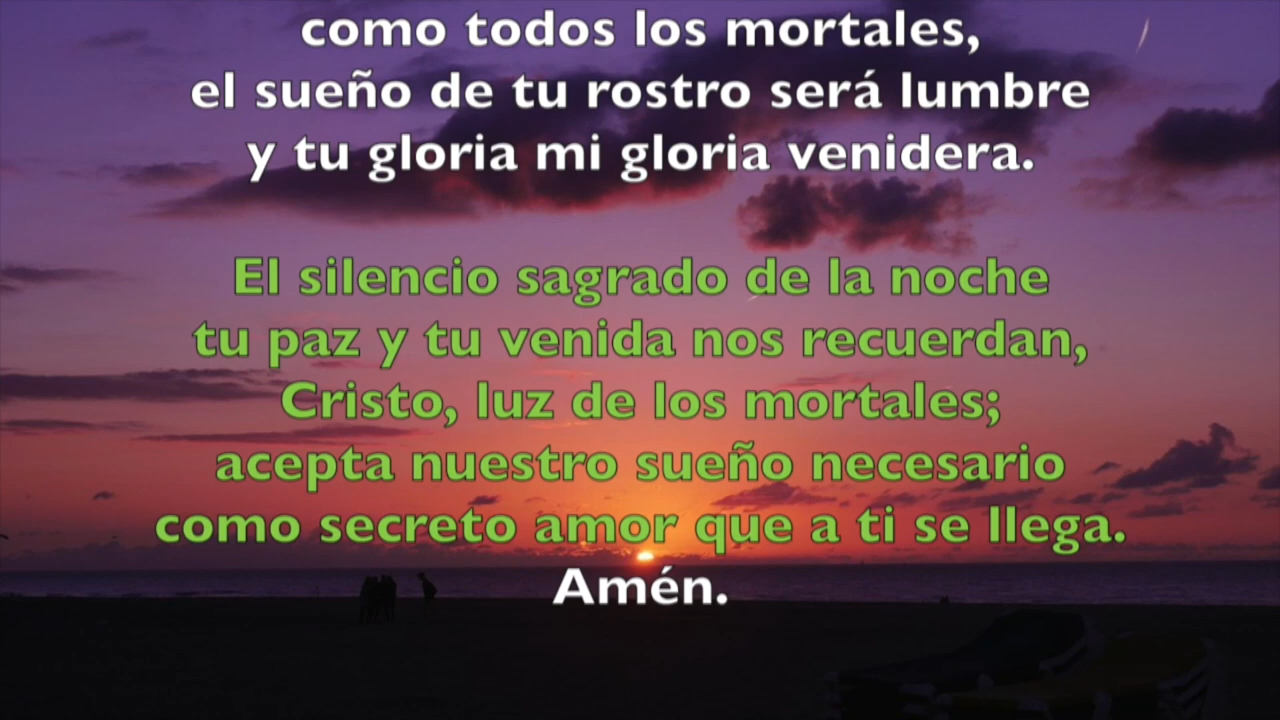 como todos los mortales,
el sueño de tu rostro será lumbre
y tu gloria mi gloria venidera.
El silencio sagrado de la noche
tu paz y tu venida nos recuerdan,
Cristo, luz de los mortales;
acepta nuestro sueño necesario
como secreto amor que a ti se llega.
Amén.